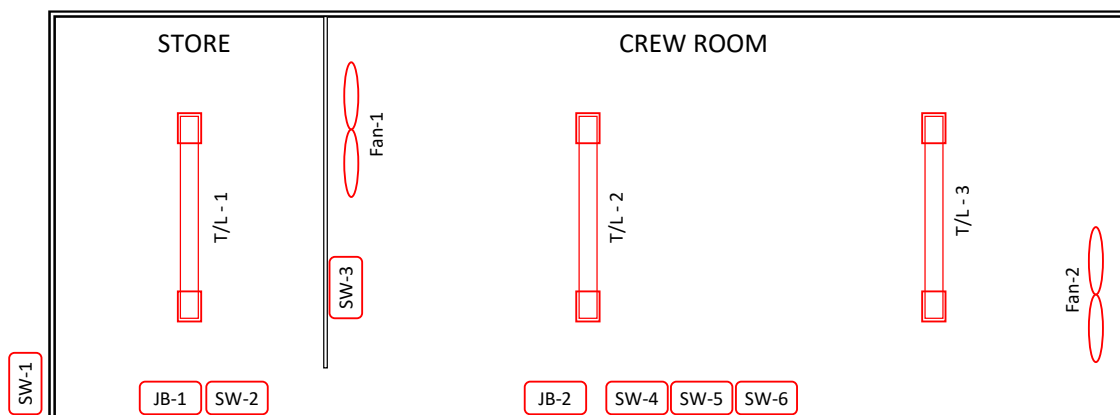 STORE
CREW ROOM
Fan-1
T/L - 1
T/L - 2
T/L - 3
SW-3
Fan-2
SW-1
JB-1
SW-2
JB-2
SW-4
SW-5
SW-6